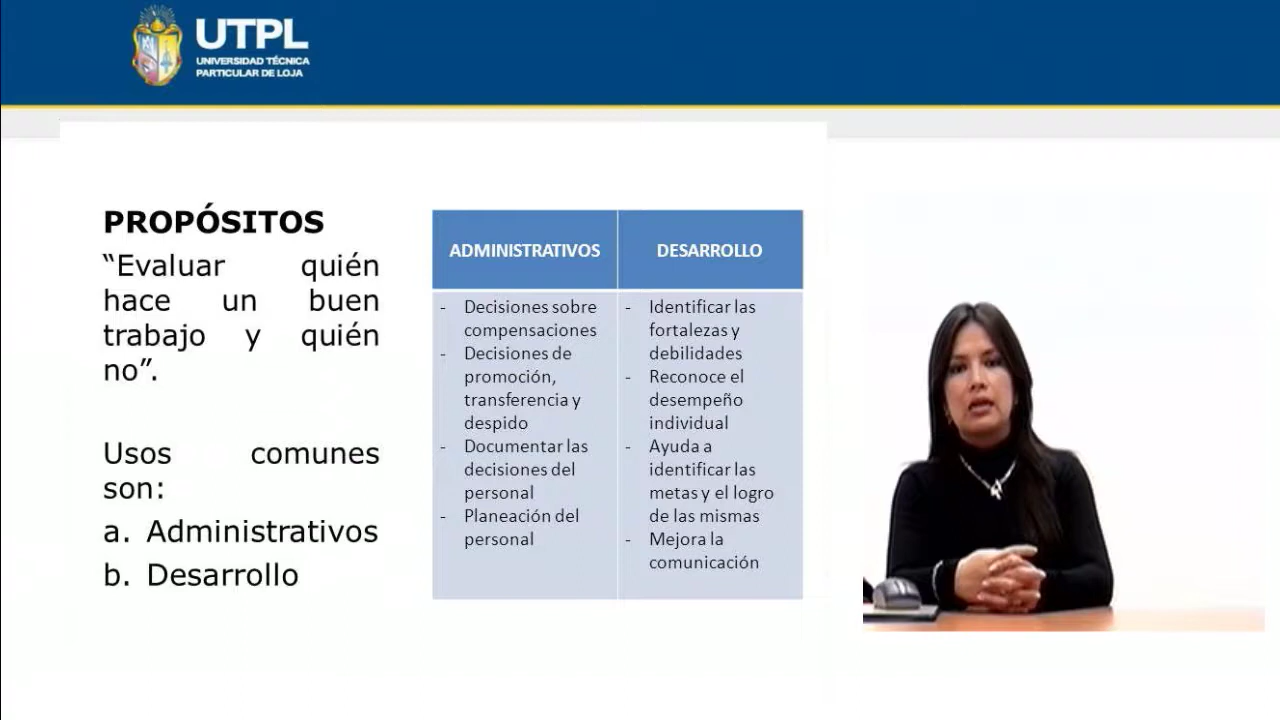 UTPL
UNIVERSIDAD TÉCNICA
PARTICULAR DE LOJA
PROPÓSITOS
“Evaluar quién
hace un buen
trabajo y quién
no”.
Usos comunes
son:
a. Administrativos
b. Desarrollo
ADMINISTRATIVOS
- Decisiones sobre
compensaciones
- Decisiones de
promoción,
transferencia y
despido
- Documentar las
decisiones del
personal
- Planeación del
personal
DESARROLLO
- Identificar las
fortalezas y
debilidades
- Reconoce el
desempeño
individual
- Ayuda a
identificar las
metas y el logro
de las mismas
- Mejora la
comunicación